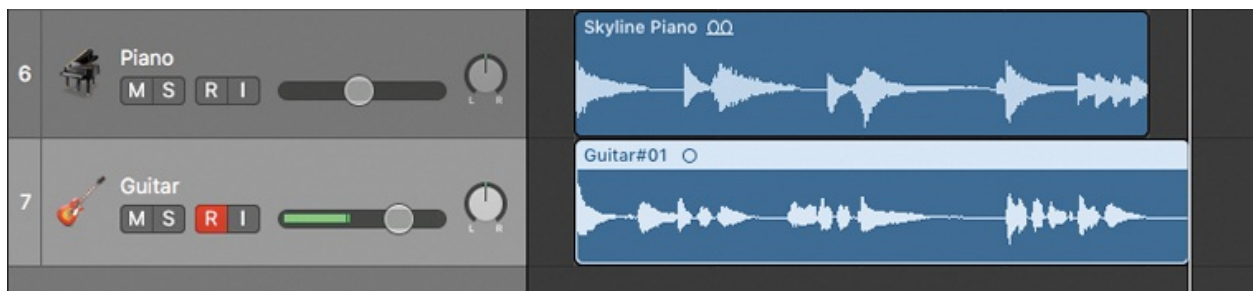 6
Piano
M S R I
L R
Skyline Piano
7
Guitar
M S R I
L R
Guitar#01